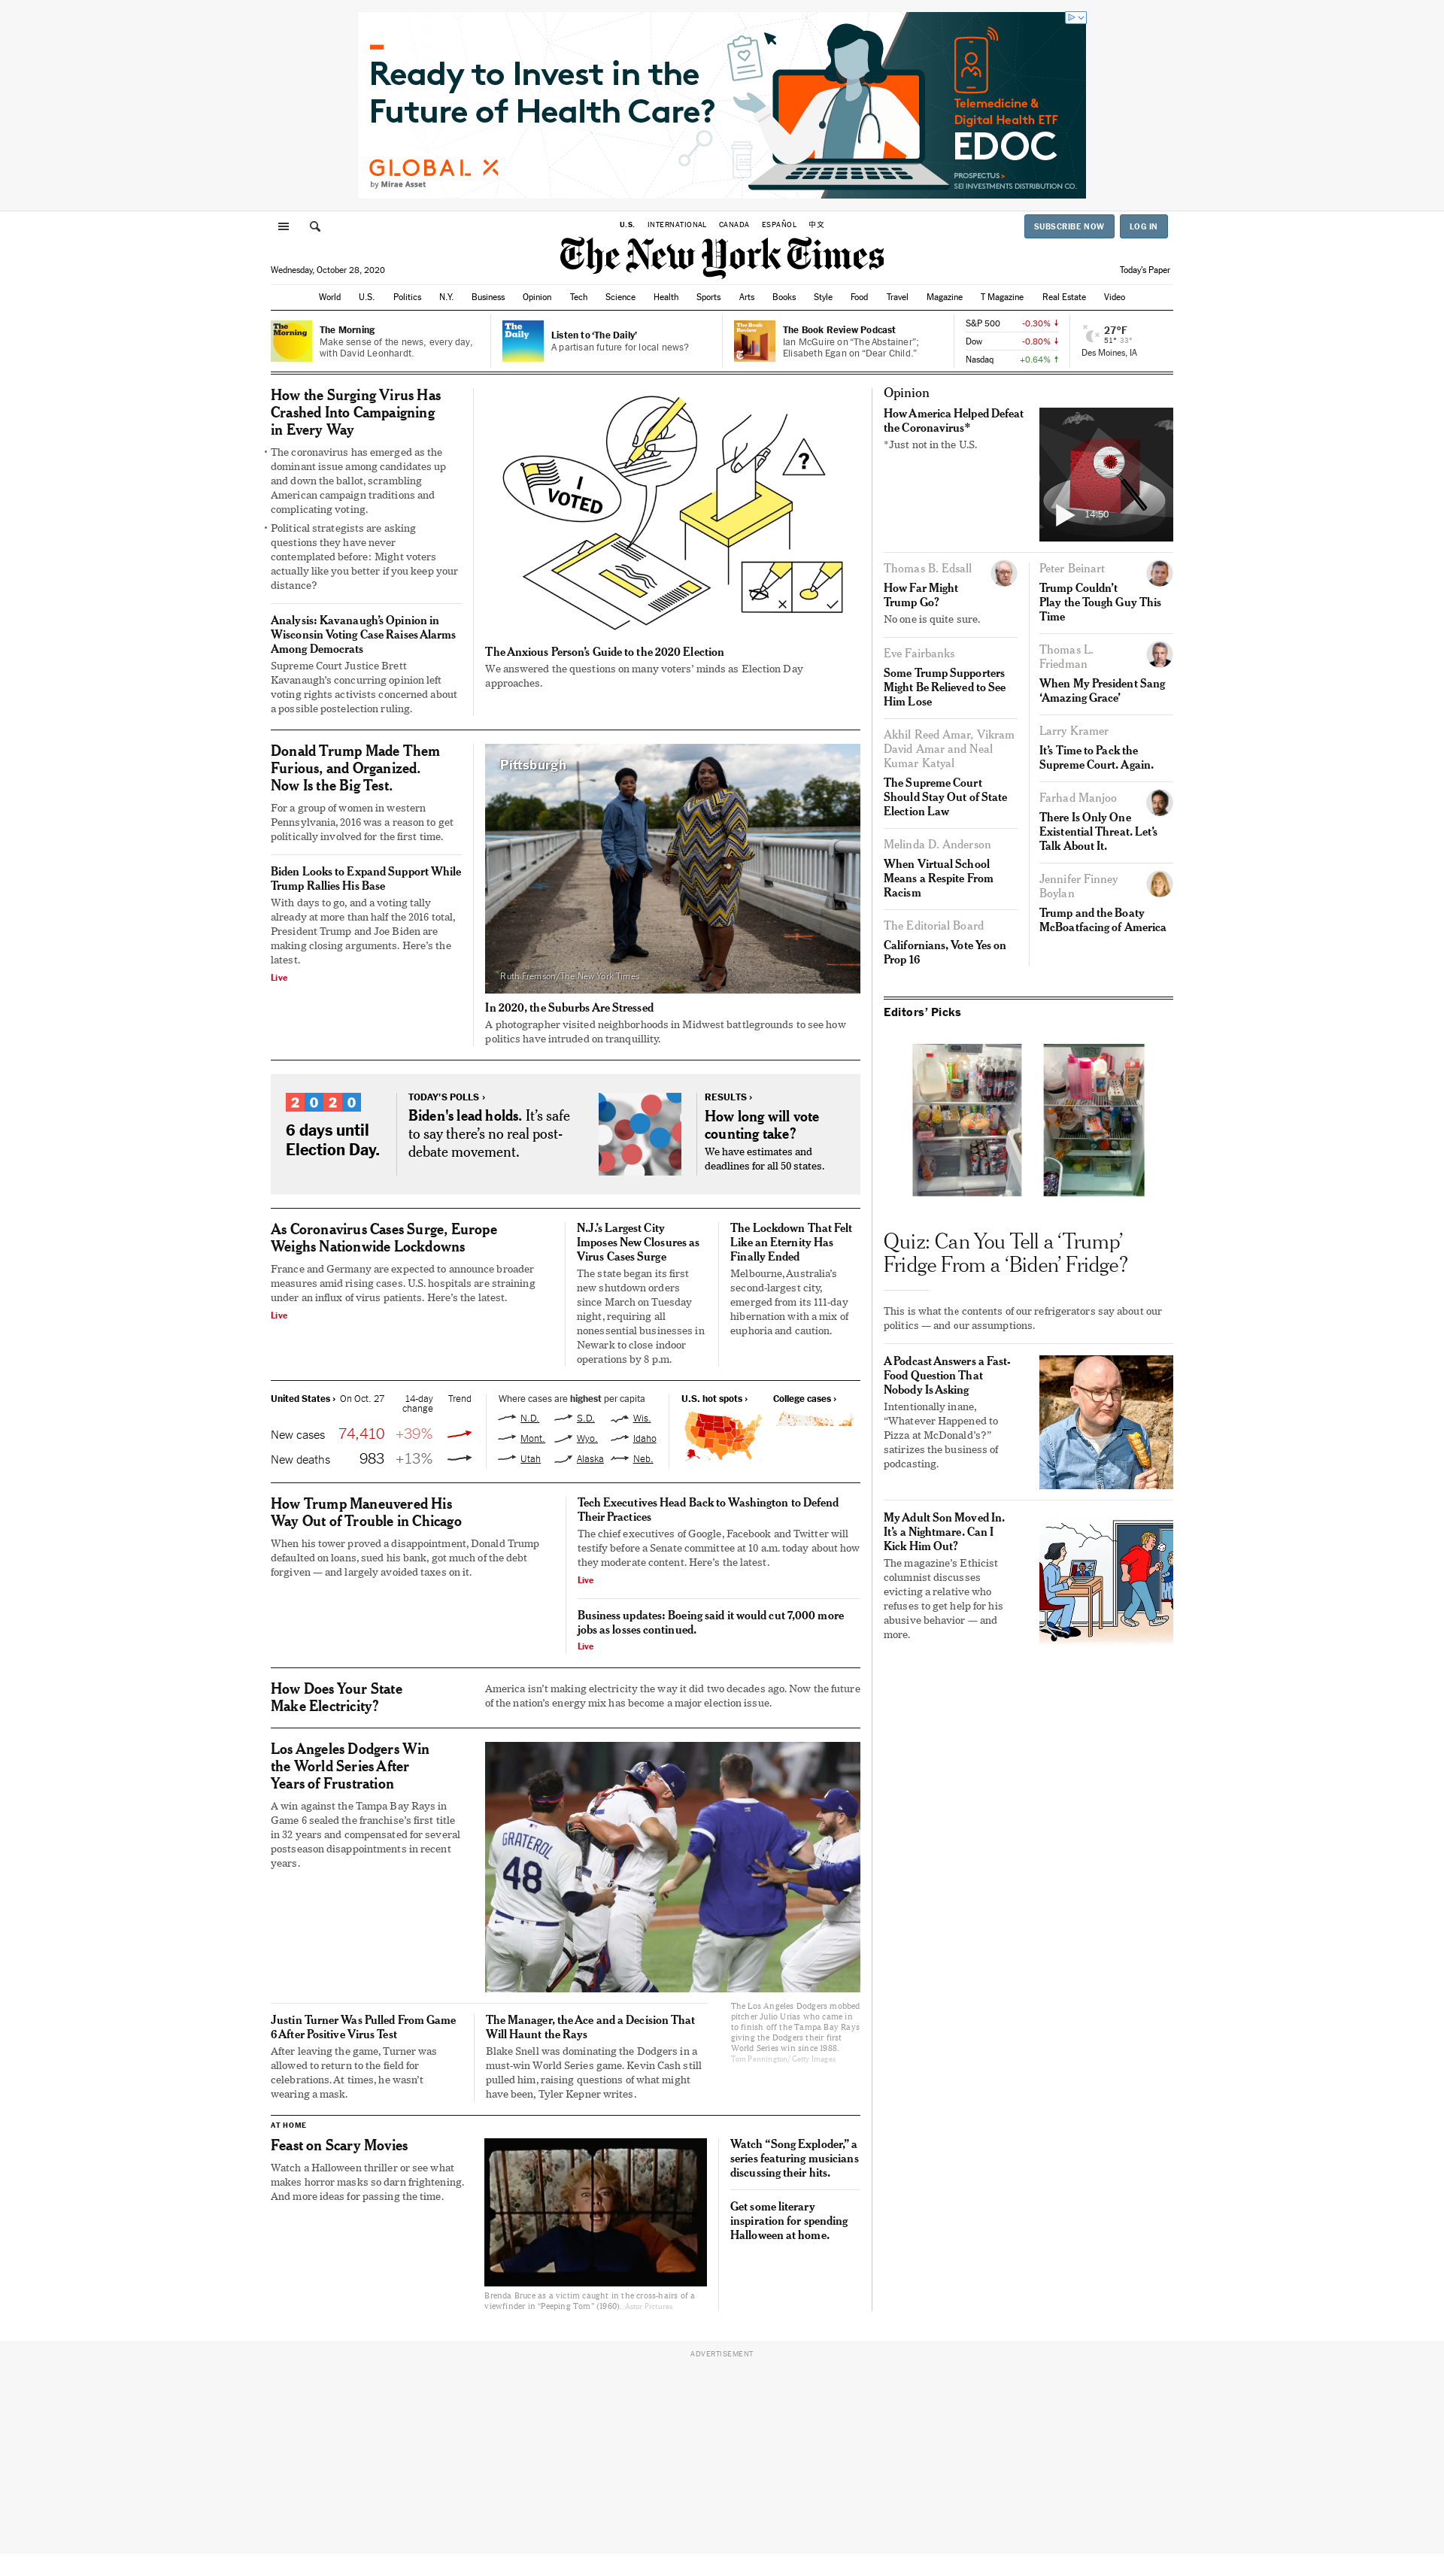 Ready to Invest in the
Future of Health Care?
GLOBAL X
by Mirae Asset
Telemedicine &
Digital Health ETF
EDOC
PROSPECTUS >
SEI INVESTMENTS DISTRIBUTION CO.
U.S. INTERNATIONAL CANADA ESPAÑOL 中文
SUBSCRIBE NOW LOG IN
The New York Times
Wednesday, October 28, 2020
Today's Paper
World U.S. Politics N.Y. Business Opinion Tech Science Health Sports Arts Books Style Food Travel Magazine T Magazine Real Estate Video
The Morning
The Morning
Make sense of the news, every day,
with David Leonhardt.
The Daily
Listen to ‘The Daily’
A partisan future for local news?
The Book Review
The Book Review Podcast
Ian McGuire on “The Abstainer”;
Elisabeth Egan on “Dear Child.”
S&P 500 -0.30% ↓
Dow -0.80% ↓
Nasdaq +0.64% ↑
27°F
51° 33°
Des Moines, IA
How the Surging Virus Has
Crashed Into Campaigning
in Every Way
• The coronavirus has emerged as the
dominant issue among candidates up
and down the ballot, scrambling
American campaign traditions and
complicating voting.
• Political strategists are asking
questions they have never
contemplated before: Might voters
actually like you better if you keep your
distance?
Analysis: Kavanaugh’s Opinion in
Wisconsin Voting Case Raises Alarms
Among Democrats
Supreme Court Justice Brett
Kavanaugh’s concurring opinion left
voting rights activists concerned about
a possible postelection ruling.
I
VOTED
?
The Anxious Person’s Guide to the 2020 Election
We answered the questions on many voters’ minds as Election Day
approaches.
Donald Trump Made Them
Furious, and Organized.
Now Is the Big Test.
For a group of women in western
Pennsylvania, 2016 was a reason to get
politically involved for the first time.
Biden Looks to Expand Support While
Trump Rallies His Base
With days to go, and a voting tally
already at more than half the 2016 total,
President Trump and Joe Biden are
making closing arguments. Here’s the
latest.
Live
Pittsburgh
Ruth Fremson/The New York Times
In 2020, the Suburbs Are Stressed
A photographer visited neighborhoods in Midwest battlegrounds to see how
politics have intruded on tranquillity.
2020
6 days until
Election Day.
TODAY’S POLLS ›
Biden’s lead holds. It’s safe
to say there’s no real post-
debate movement.
RESULTS ›
How long will vote
counting take?
We have estimates and
deadlines for all 50 states.
As Coronavirus Cases Surge, Europe
Weighs Nationwide Lockdowns
France and Germany are expected to announce broader
measures amid rising cases. U.S. hospitals are straining
under an influx of virus patients. Here’s the latest.
Live
N.J.’s Largest City
Imposes New Closures as
Virus Cases Surge
The state began its first
new shutdown orders
since March on Tuesday
night, requiring all
nonessential businesses in
Newark to close indoor
operations by 8 p.m.
The Lockdown That Felt
Like an Eternity Has
Finally Ended
Melbourne, Australia’s
second-largest city,
emerged from its 111-day
hibernation with a mix of
euphoria and caution.
United States › On Oct. 27 14-day
change Trend
New cases 74,410 +39%
New deaths 983 +13%
Where cases are highest per capita
N.D. S.D. Wis.
Mont. Wyo. Idaho
Utah Alaska Neb.
U.S. hot spots ›
College cases ›
How Trump Maneuvered His
Way Out of Trouble in Chicago
When his tower proved a disappointment, Donald Trump
defaulted on loans, sued his bank, got much of the debt
forgiven — and largely avoided taxes on it.
Tech Executives Head Back to Washington to Defend
Their Practices
The chief executives of Google, Facebook and Twitter will
testify before a Senate committee at 10 a.m. today about how
they moderate content. Here’s the latest.
Live
Business updates: Boeing said it would cut 7,000 more
jobs as losses continued.
Live
How Does Your State
Make Electricity?
America isn’t making electricity the way it did two decades ago. Now the future
of the nation’s energy mix has become a major election issue.
Los Angeles Dodgers Win
the World Series After
Years of Frustration
A win against the Tampa Bay Rays in
Game 6 sealed the franchise’s first title
in 32 years and compensated for several
postseason disappointments in recent
years.
GRATEROL
48
The Los Angeles Dodgers mobbed
pitcher Julio Urias who came in
to finish off the Tampa Bay Rays
giving the Dodgers their first
World Series win since 1988.
Tom Pennington/Getty Images
Justin Turner Was Pulled From Game
6 After Positive Virus Test
After leaving the game, Turner was
allowed to return to the field for
celebrations. At times, he wasn’t
wearing a mask.
The Manager, the Ace and a Decision That
Will Haunt the Rays
Blake Snell was dominating the Dodgers in a
must-win World Series game. Kevin Cash still
pulled him, raising questions of what might
have been, Tyler Kepner writes.
AT HOME
Feast on Scary Movies
Watch a Halloween thriller or see what
makes horror masks so darn frightening.
And more ideas for passing the time.
Brenda Bruce as a victim caught in the cross-hairs of a
viewfinder in “Peeping Tom” (1960). Astor Pictures
Watch “Song Exploder,” a
series featuring musicians
discussing their hits.
Get some literary
inspiration for spending
Halloween at home.
Opinion
How America Helped Defeat
the Coronavirus*
*Just not in the U.S.
14:50
Thomas B. Edsall
How Far Might
Trump Go?
No one is quite sure.
Eve Fairbanks
Some Trump Supporters
Might Be Relieved to See
Him Lose
Akhil Reed Amar, Vikram
David Amar and Neal
Kumar Katyal
The Supreme Court
Should Stay Out of State
Election Law
Melinda D. Anderson
When Virtual School
Means a Respite From
Racism
The Editorial Board
Californians, Vote Yes on
Prop 16
Peter Beinart
Trump Couldn’t
Play the Tough Guy This
Time
Thomas L.
Friedman
When My President Sang
‘Amazing Grace’
Larry Kramer
It’s Time to Pack the
Supreme Court. Again.
Farhad Manjoo
There Is Only One
Existential Threat. Let’s
Talk About It.
Jennifer Finney
Boylan
Trump and the Boaty
McBoatfacing of America
Editors’ Picks
Quiz: Can You Tell a ‘Trump’
Fridge From a ‘Biden’ Fridge?
This is what the contents of our refrigerators say about our
politics — and our assumptions.
A Podcast Answers a Fast-
Food Question That
Nobody Is Asking
Intentionally inane,
“Whatever Happened to
Pizza at McDonald’s?”
satirizes the business of
podcasting.
My Adult Son Moved In.
It’s a Nightmare. Can I
Kick Him Out?
The magazine’s Ethicist
columnist discusses
evicting a relative who
refuses to get help for his
abusive behavior — and
more.
ADVERTISEMENT